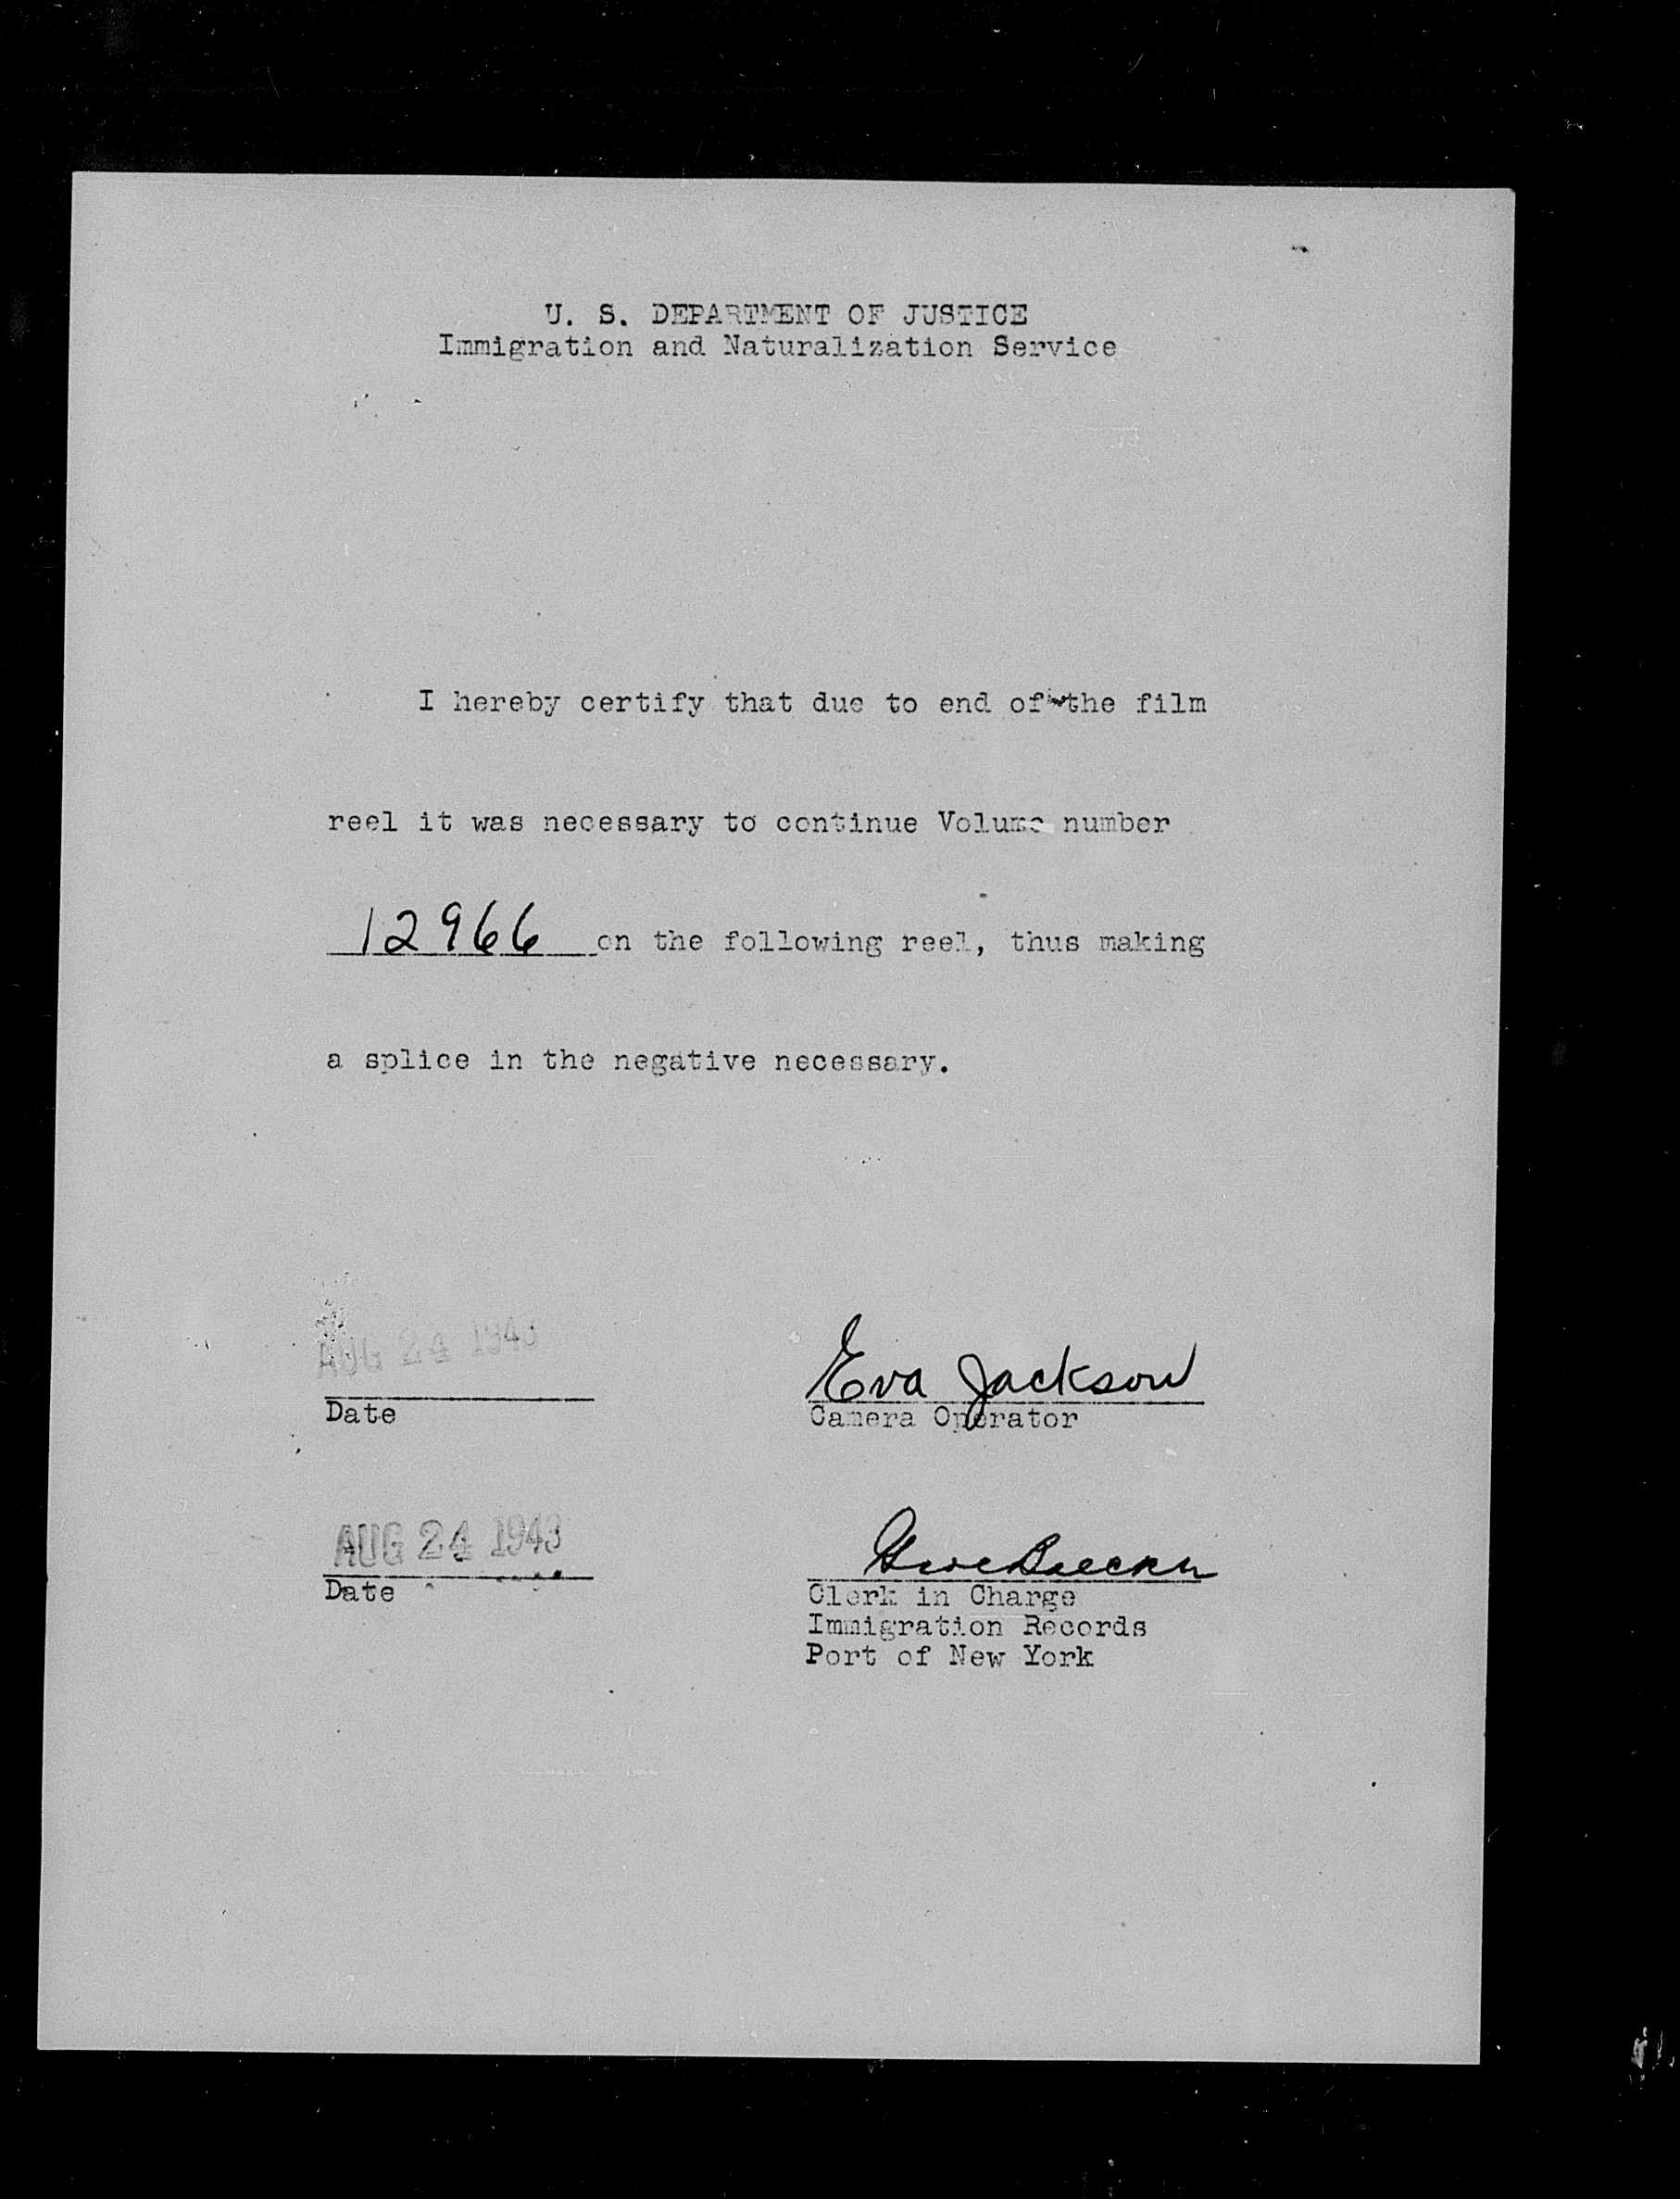 U. S. DEPARTMENT OF JUSTICE
Immigration and Naturalization Service
I hereby certify that due to end of the film
reel it was necessary to continue Volume number
12966 on the following reel, thus making
a splice in the negative necessary.
AUG 24 1943
Eva Jackson
Date
Camera Operator
AUG 24 1943
Date
Clerk in Charge
Immigration Records
Port of New York